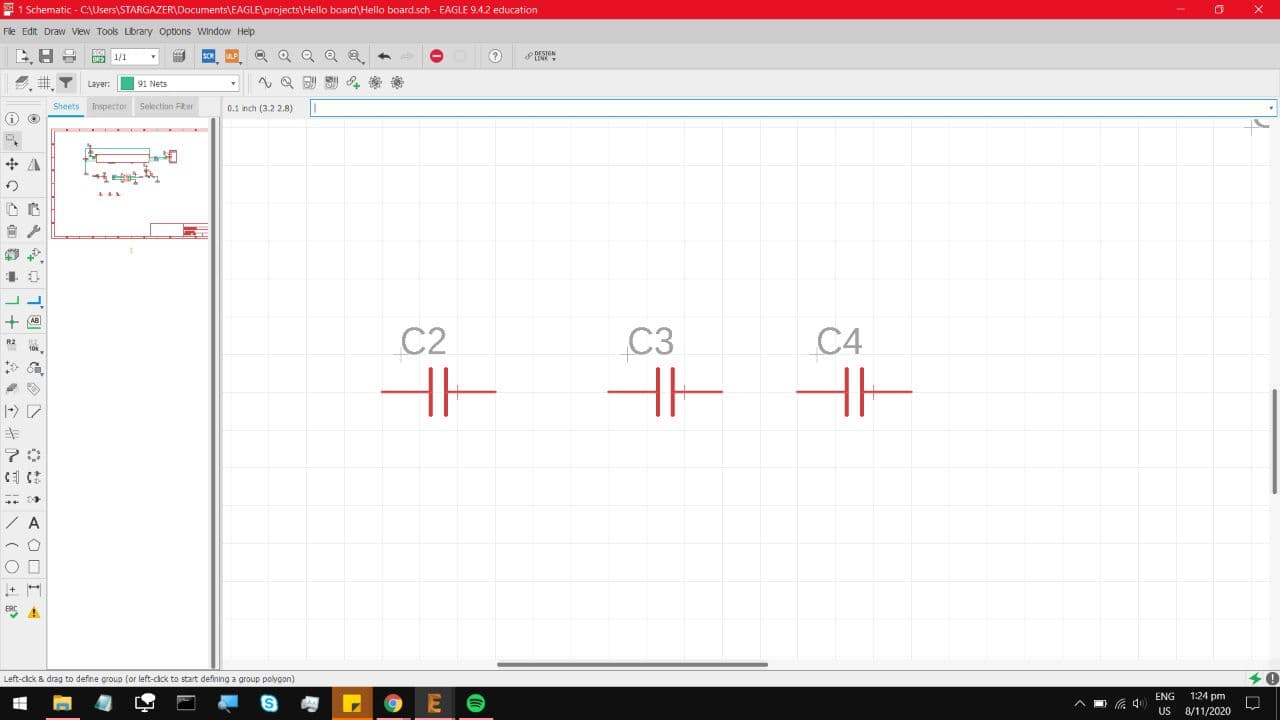 1 Schematic - C:\Users\STARGAZER\Documents\EAGLE\projects\Hello board\Hello board.sch - EAGLE 9.4.2 education
File Edit Draw View Tools Library Options Window Help
SCR ULP 1/1 DESIGN LINK
Layer: 91 Nets
Sheets Inspector Selection Filter
0.1 inch (3.2 2.8)
1
C2 C3 C4
AB
R2 10k
A
ERC
Left-click & drag to define group (or left-click to start defining a group polygon)
ENG US
1:24 pm
8/11/2020